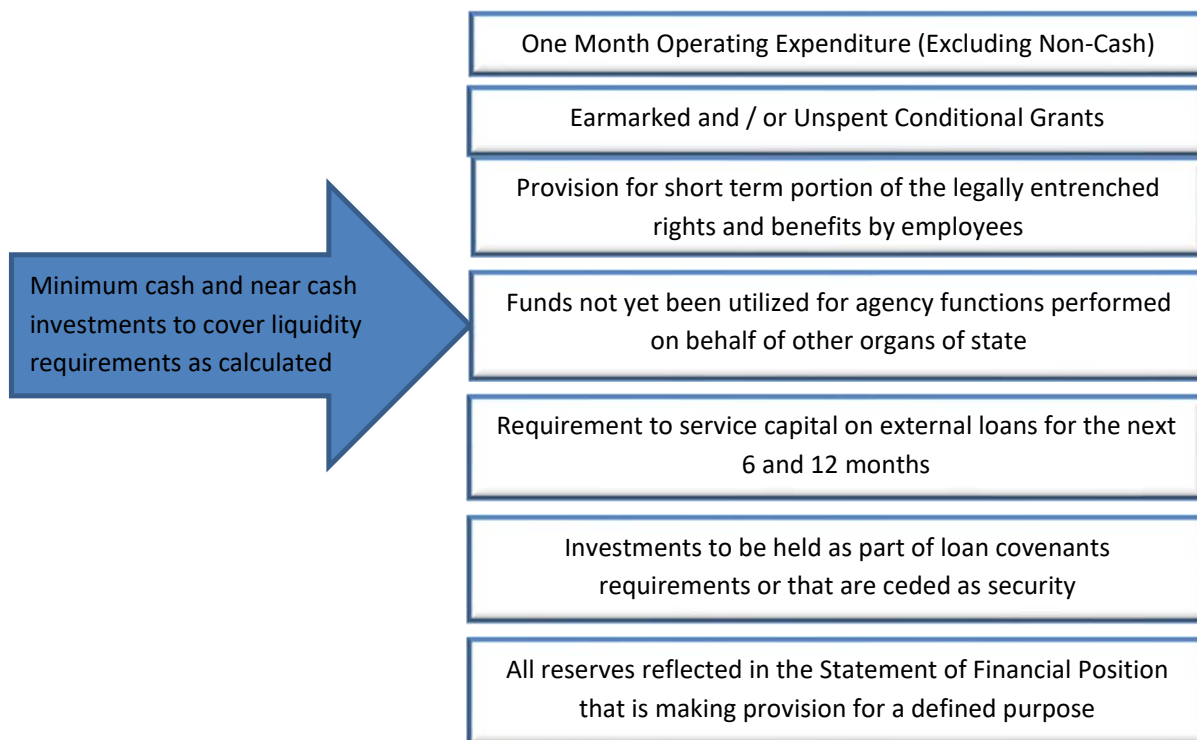 One Month Operating Expenditure (Excluding Non-Cash)
Earmarked and / or Unspent Conditional Grants
Provision for short term portion of the legally entrenched
rights and benefits by employees
Minimum cash and near cash
investments to cover liquidity
requirements as calculated
Funds not yet been utilized for agency functions performed
on behalf of other organs of state
Requirement to service capital on external loans for the next
6 and 12 months
Investments to be held as part of loan covenants
requirements or that are ceded as security
All reserves reflected in the Statement of Financial Position
that is making provision for a defined purpose